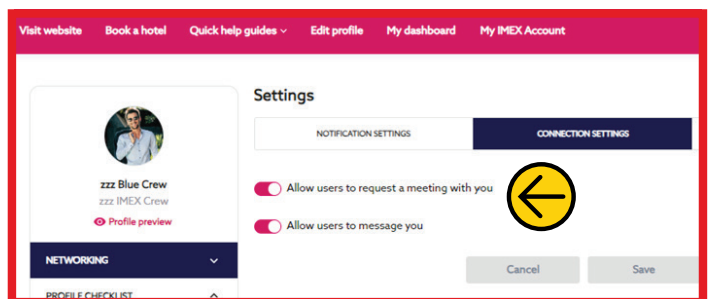 Visit website Book a hotel Quick help guides Edit profile My dashboard My IMEX Account
Settings
NOTIFICATION SETTINGS CONNECTION SETTINGS
Allow users to request a meeting with you
zzz Blue Crew
zzz IMEX Crew
Profile preview
Allow users to message you
NETWORKING
Cancel Save
PROFILE CHECKLIST